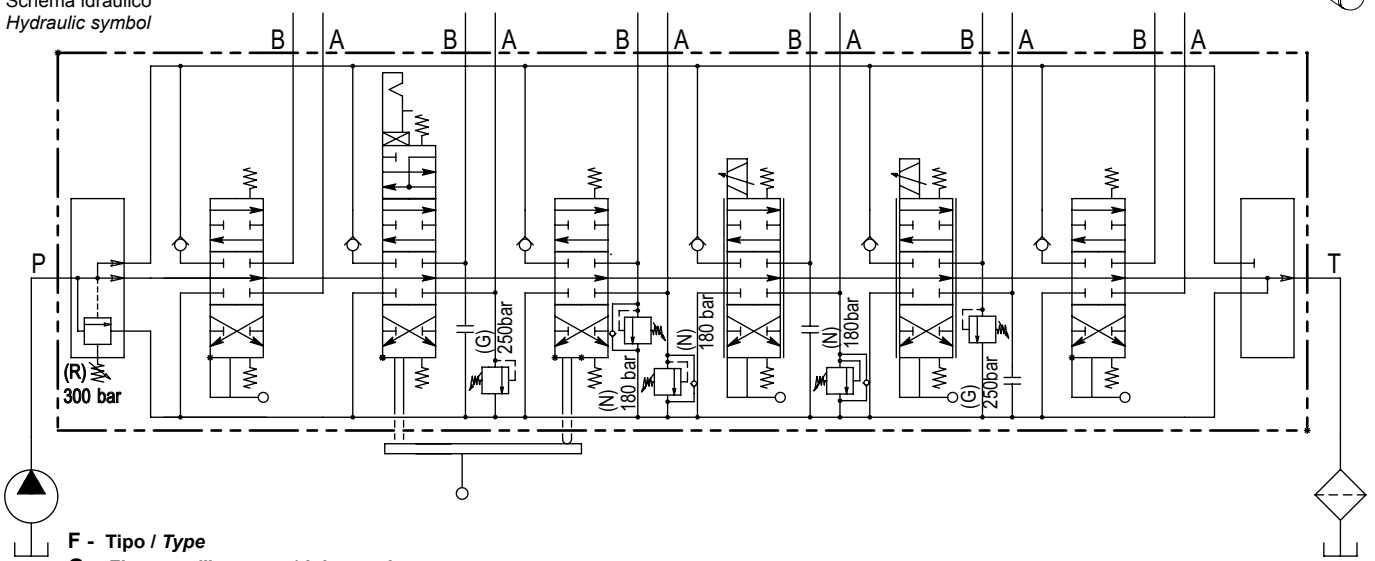 Schema idraulico
Hydraulic symbol
B A B A B A B A B A B A
P
T
(R)
300 bar
(G)
250bar
(N)
180 bar
(N)
180 bar
(N)
180bar
(G)
250bar
F - Tipo / Type